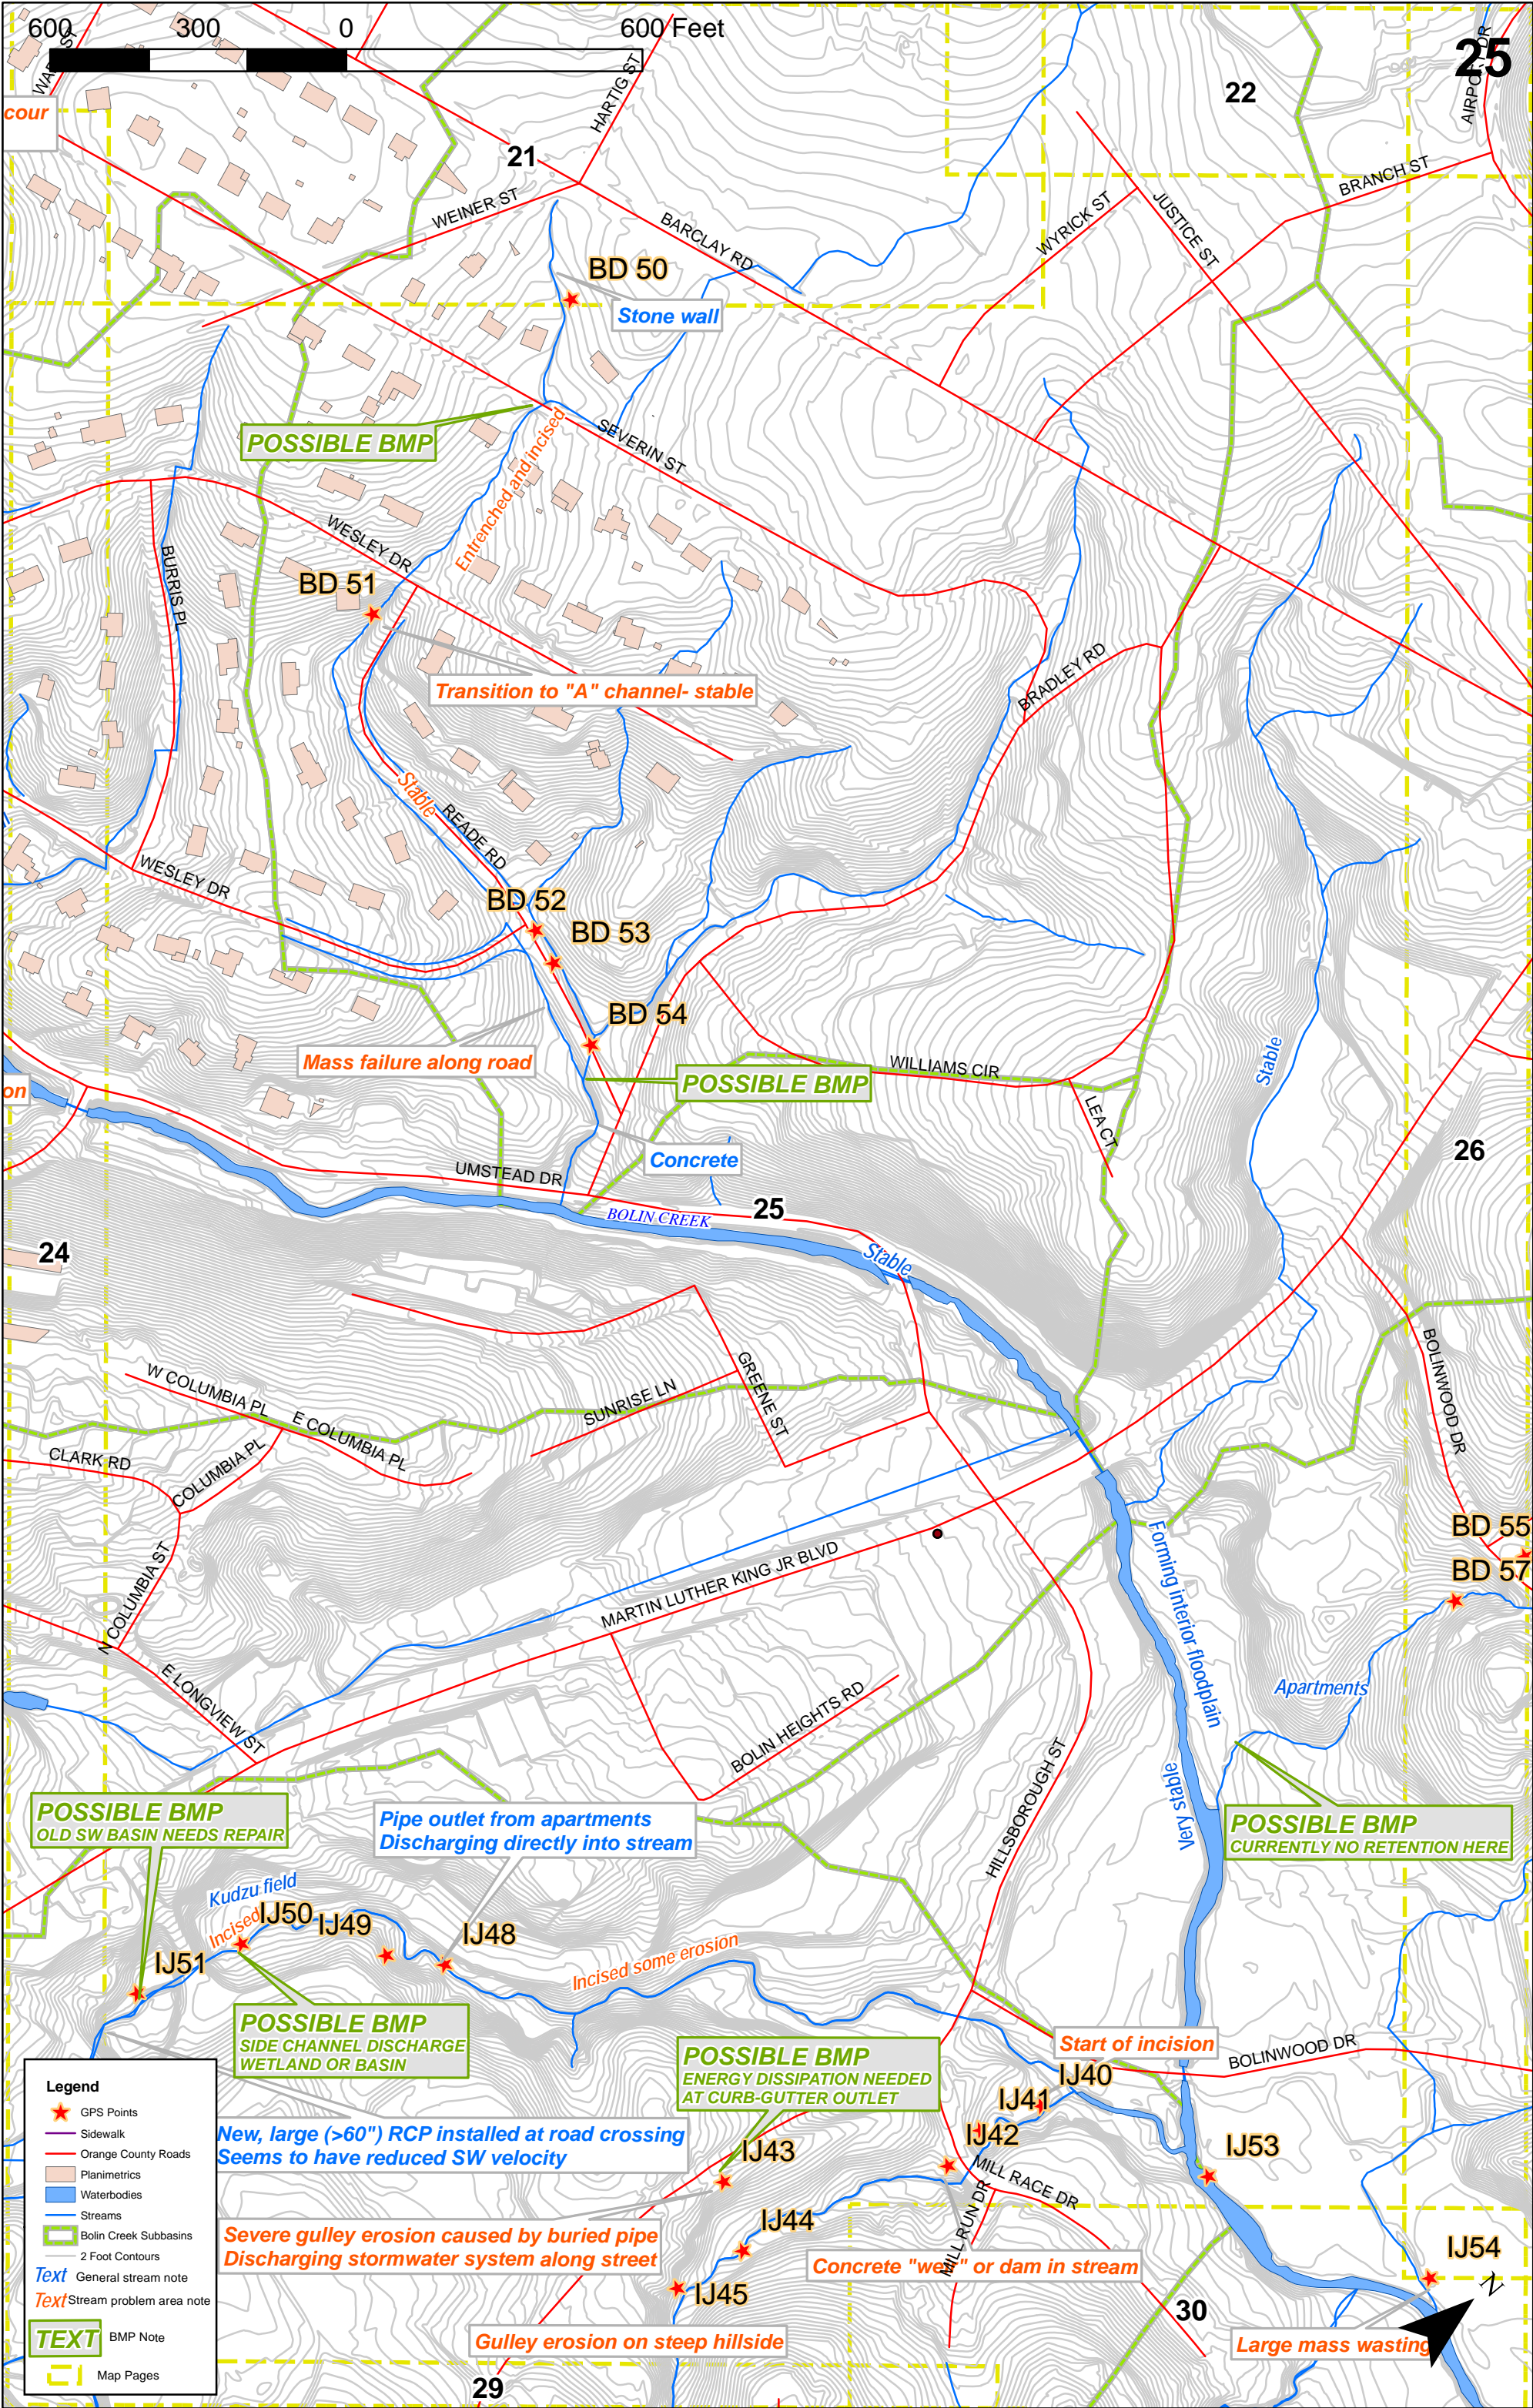 600 300 0 600 Feet
25
WARD ST
HARTIG ST
22
AIRPORT DR
cour
21
BRANCH ST
WEINER ST
BARCLAY RD
WYRICK ST
JUSTICE ST
BD 50
Stone wall
POSSIBLE BMP
Entrenched and incised
SEVERIN ST
WESLEY DR
BURRIS PL
BD 51
Transition to "A" channel- stable
BRADLEY RD
Stable
READE RD
WESLEY DR
BD 52
BD 53
BD 54
Mass failure along road
POSSIBLE BMP
WILLIAMS CIR
Stable
on
LEA CT
Concrete
26
UMSTEAD DR
25
BOLIN CREEK
24
Stable
W COLUMBIA PL
GREENE ST
SUNRISE LN
BOLINWOOD DR
E COLUMBIA PL
CLARK RD
COLUMBIA PL
BD 55
N COLUMBIA ST
MARTIN LUTHER KING JR BLVD
BD 57
Forming interior floodplain
E LONGVIEW ST
Apartments
BOLIN HEIGHTS RD
HILLSBOROUGH ST
Very stable
POSSIBLE BMP
OLD SW BASIN NEEDS REPAIR
Pipe outlet from apartments
Discharging directly into stream
POSSIBLE BMP
CURRENTLY NO RETENTION HERE
Kudzu field
Incised
IJ50
IJ49
IJ48
IJ51
Incised some erosion
POSSIBLE BMP
SIDE CHANNEL DISCHARGE
WETLAND OR BASIN
POSSIBLE BMP
ENERGY DISSIPATION NEEDED
AT CURB-GUTTER OUTLET
Start of incision
BOLINWOOD DR
IJ40
IJ41
IJ42
New, large (>60") RCP installed at road crossing
Seems to have reduced SW velocity
IJ43
IJ53
MILL RACE DR
MILL RUN DR
IJ44
Severe gulley erosion caused by buried pipe
Discharging stormwater system along street
Concrete "weir" or dam in stream
IJ54
IJ45
N
30
Gulley erosion on steep hillside
Large mass wasting
29
Legend
GPS Points
Sidewalk
Orange County Roads
Planimetrics
Waterbodies
Streams
Bolin Creek Subbasins
2 Foot Contours
Text General stream note
Text Stream problem area note
TEXT BMP Note
Map Pages